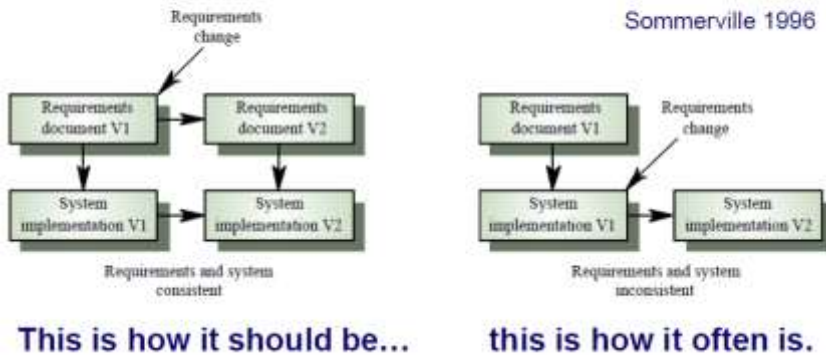 Sommerville 1996
Requirements
change
Requirements
document V1
Requirements
document V2
System
implementation V1
System
implementation V2
Requirements and system
consistent
This is how it should be...
Requirements
document V1
Requirements
change
System
implementation V1
System
implementation V2
Requirements and system
inconsistent
this is how it often is.